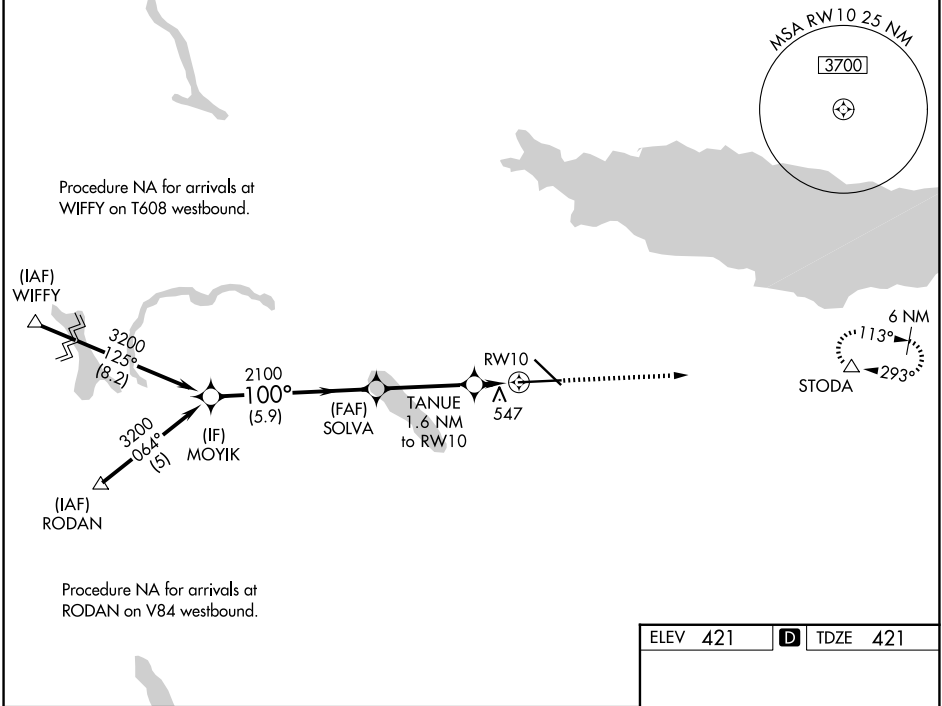 MSA RW10 25 NM
3700
Procedure NA for arrivals at
WIFFY on T608 westbound.
(IAF)
WIFFY
3200
125°
(8.2)
6 NM
113°
293°
STODA
RW10
2100
100°
(5.9)
(FAF)
SOLVA
TANUE
1.6 NM
to RW10
547
(IF)
MOYIK
3200
064°
(5)
(IAF)
RODAN
Procedure NA for arrivals at
RODAN on V84 westbound.
ELEV 421 D TDZE 421